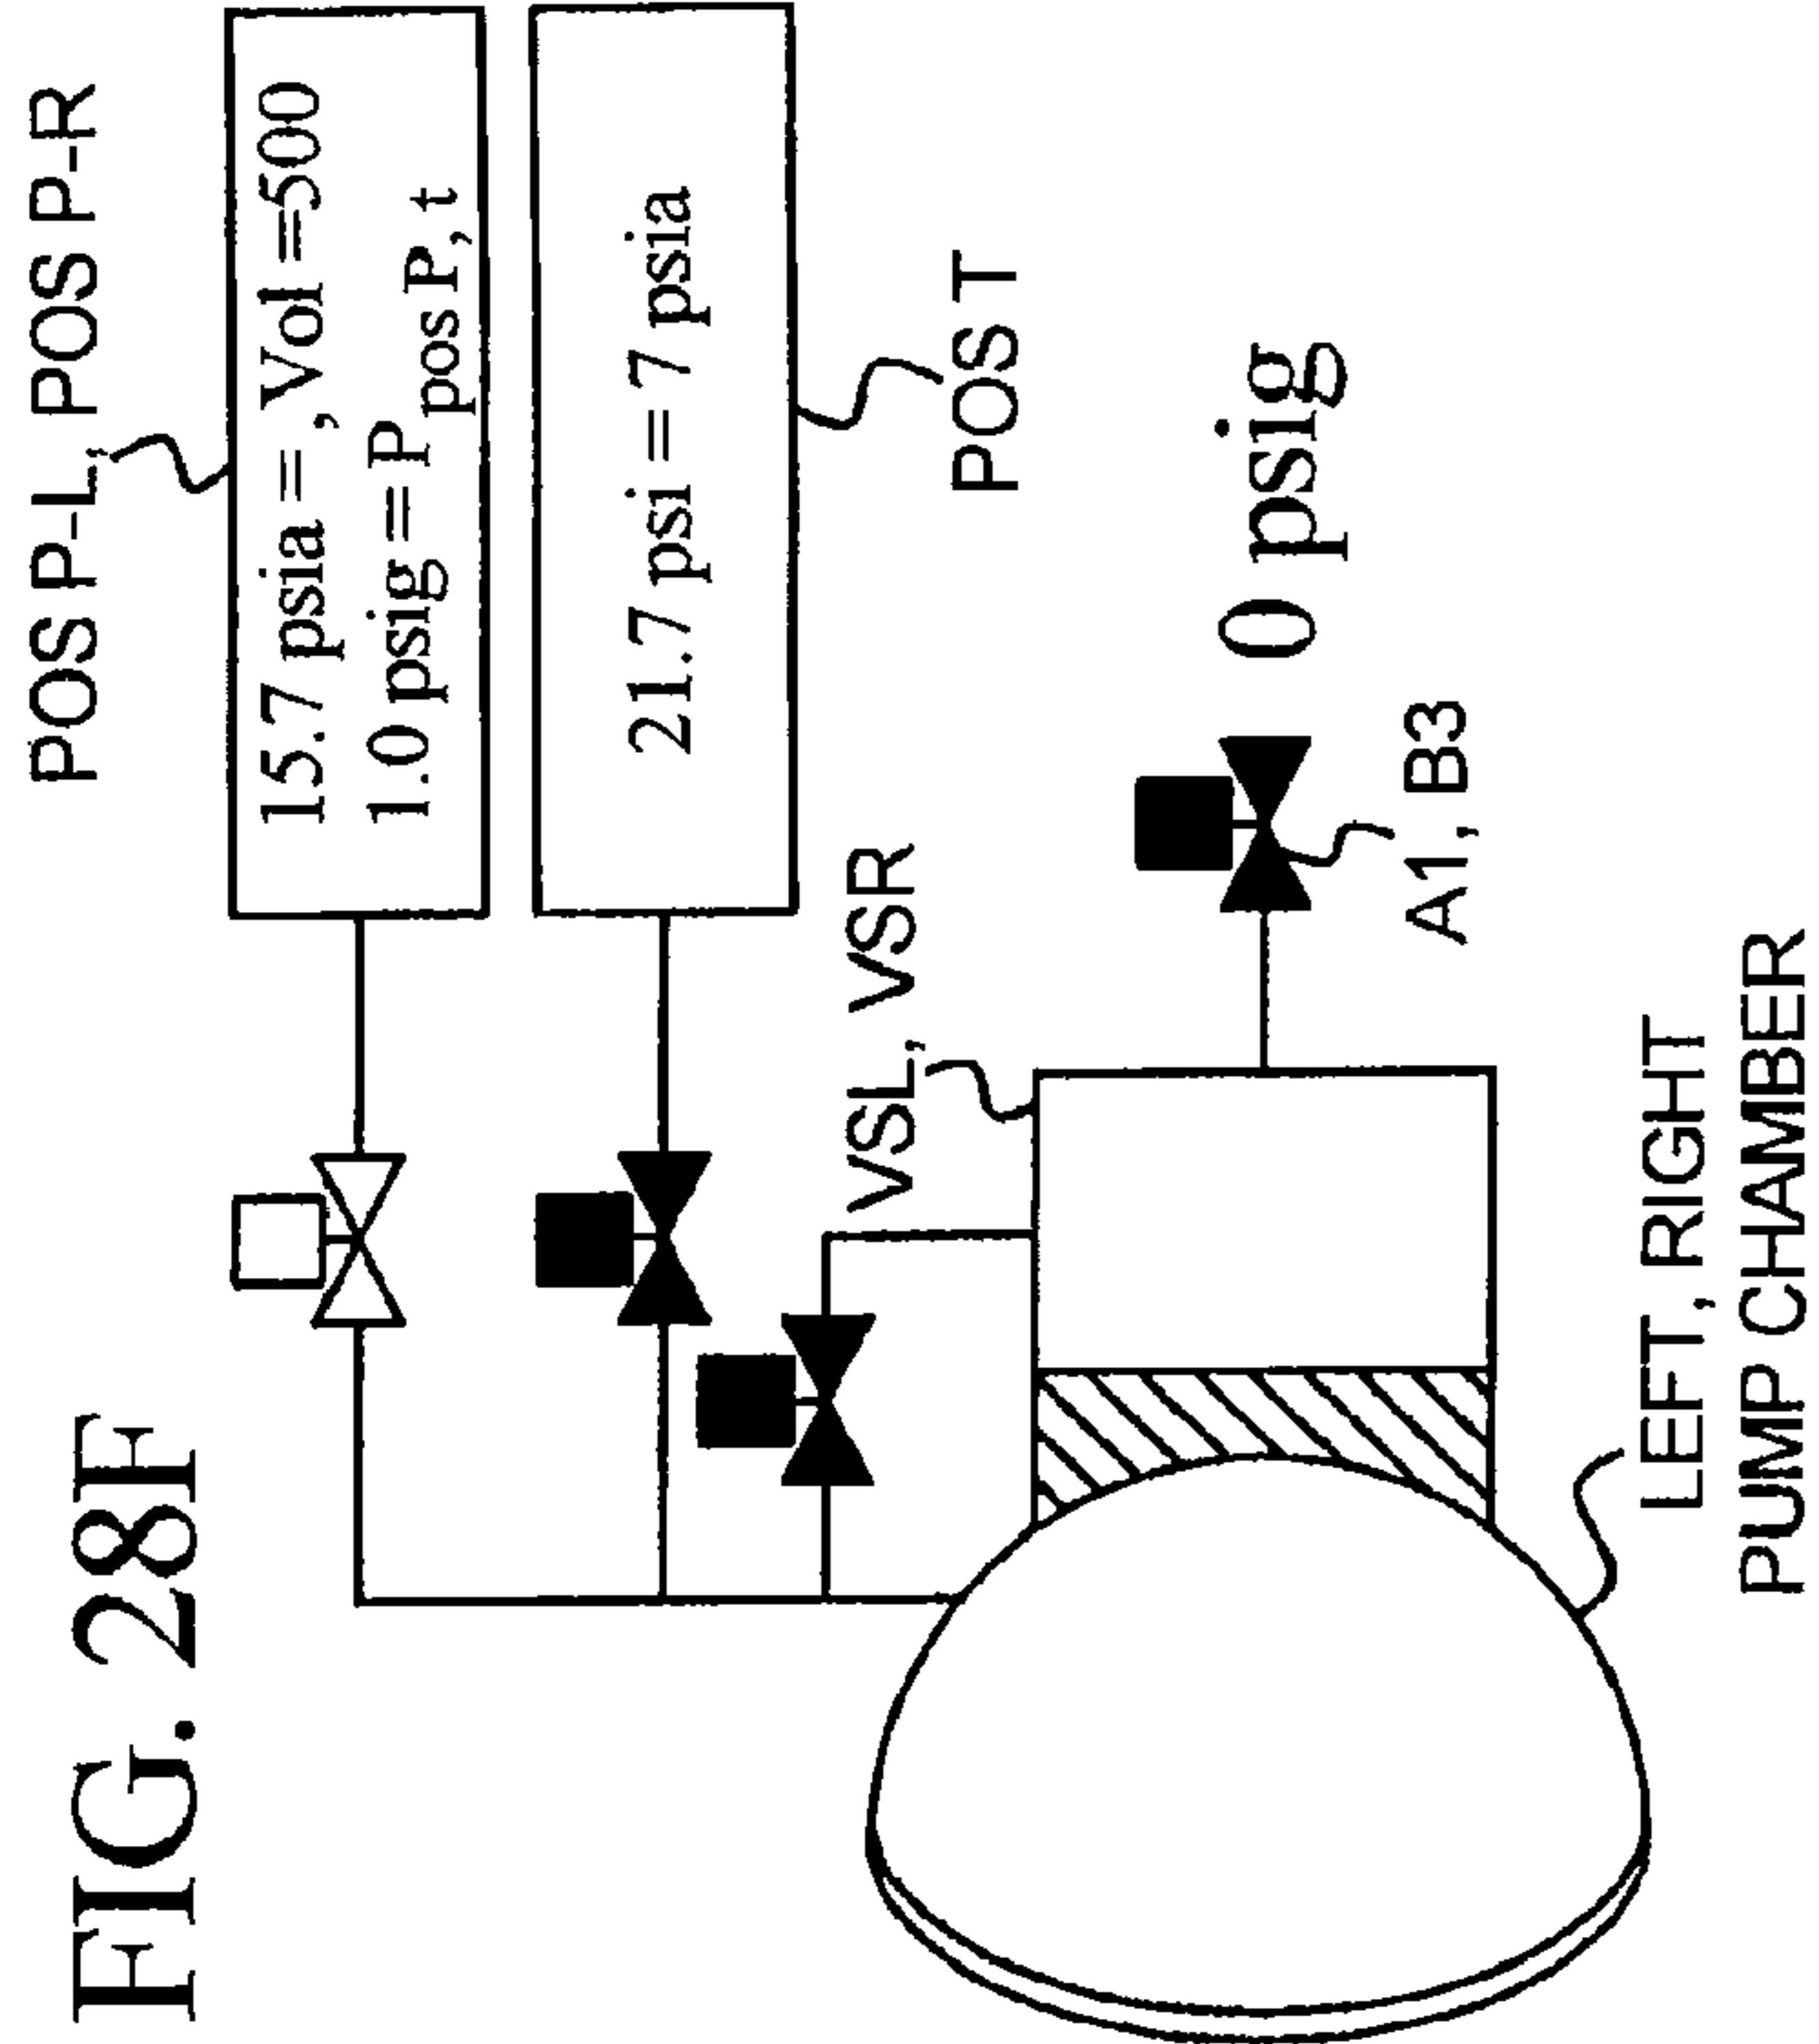 FIG. 28F
POS P-L, POS P-R
15.7 psia =, Vol =500
1.0 psig = P pos P, t
21.7 psi = 7 psia
POS T
VSL, VSR
0 psig
A1, B3
LEFT, RIGHT
PUMP CHAMBER